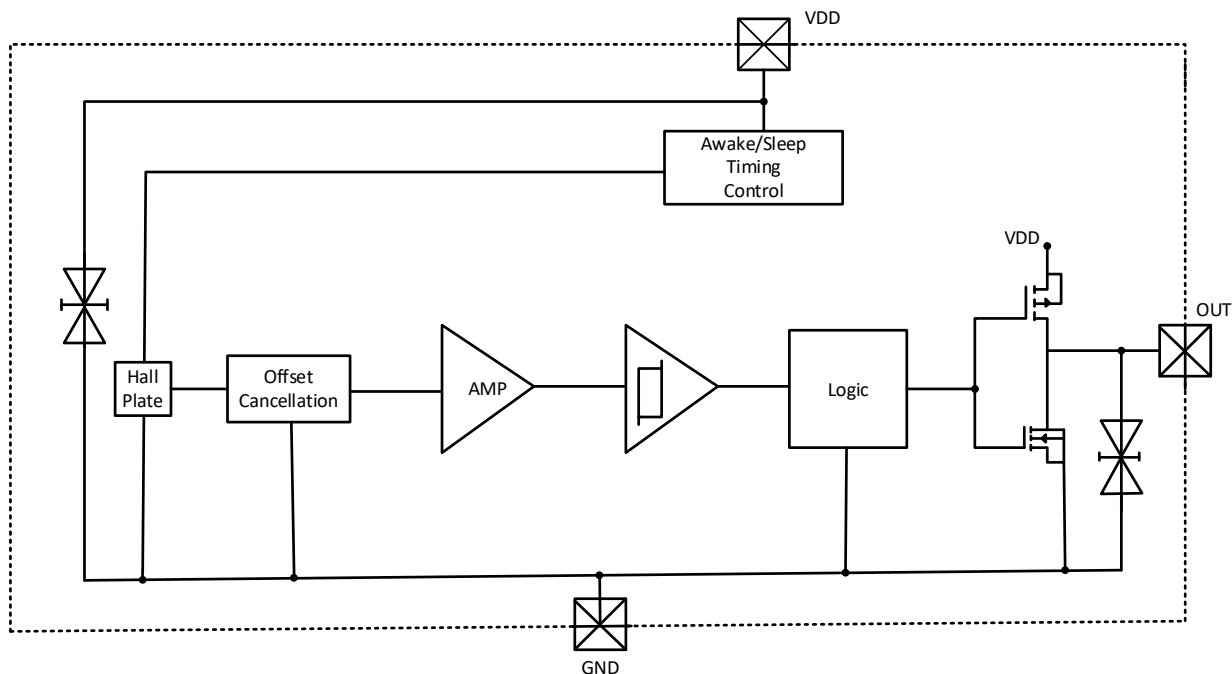 VDD
Awake/Sleep
Timing
Control
VDD
OUT
Hall
Plate
Offset
Cancellation
AMP
Logic
GND